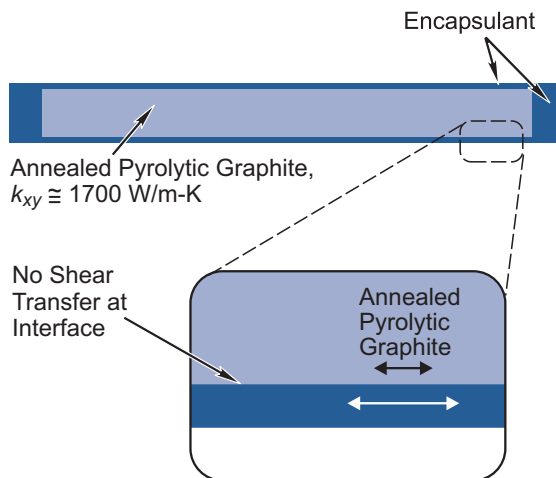 Encapsulant
Annealed Pyrolytic Graphite,
kxy ≅ 1700 W/m-K
No Shear
Transfer at
Interface
Annealed
Pyrolytic
Graphite